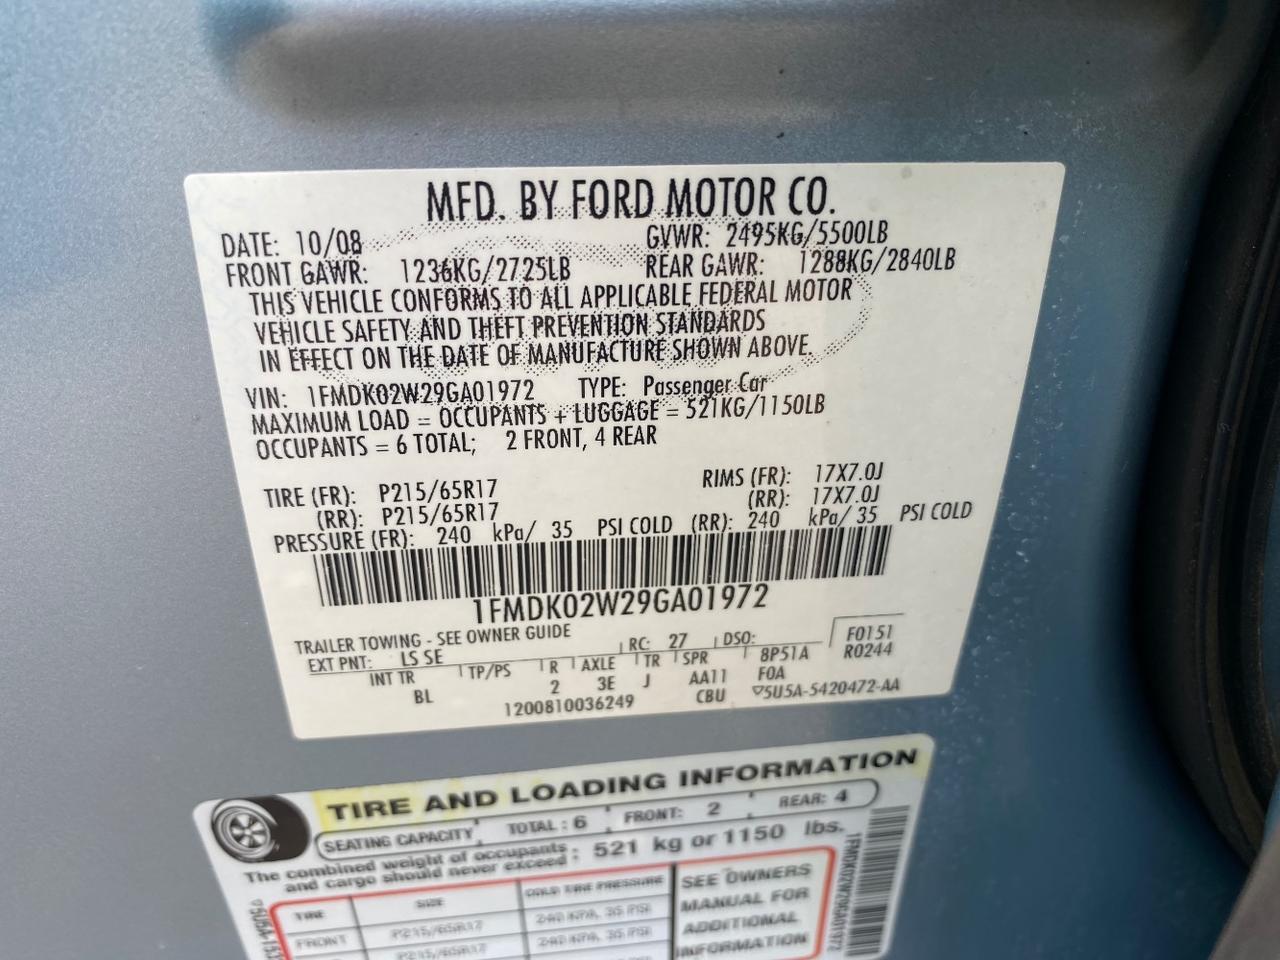 MFD. BY FORD MOTOR CO.
DATE: 10/08 GVWR: 2495KG/5500LB
FRONT GAWR: 1236KG/2725LB REAR GAWR: 1288KG/2840LB
THIS VEHICLE CONFORMS TO ALL APPLICABLE FEDERAL MOTOR
VEHICLE SAFETY AND THEFT PREVENTION STANDARDS
IN EFFECT ON THE DATE OF MANUFACTURE SHOWN ABOVE.
VIN: 1FMDK02W29GA01972 TYPE: Passenger Car
MAXIMUM LOAD = OCCUPANTS + LUGGAGE = 521KG/1150LB
OCCUPANTS = 6 TOTAL; 2 FRONT, 4 REAR
TIRE (FR): P215/65R17 RIMS (FR): 17X7.0J
(RR): P215/65R17 (RR): 17X7.0J
PRESSURE (FR): 240 kPa/ 35 PSI COLD (RR): 240 kPa/ 35 PSI COLD
1FMDK02W29GA01972
TRAILER TOWING - SEE OWNER GUIDE
EXT PNT: LS SE RC: 27 DSO: F0151
INT TR TP/PS R AXLE TR SPR 8P51A R0244
BL 2 3E J AA11 F0A
1200810036249 CBU ▽5U5A-5420472-AA
TIRE AND LOADING INFORMATION
SEATING CAPACITY TOTAL: 6 FRONT: 2 REAR: 4
The combined weight of occupants and cargo should never exceed: 521 kg or 1150 lbs.
TIRE SIZE COLD TIRE PRESSURE SEE OWNERS
FRONT P215/65R17 240 KPA, 35 PSI MANUAL FOR
P215/65R17 240 KPA, 35 PSI ADDITIONAL
INFORMATION
1FMDK02W29GA01972